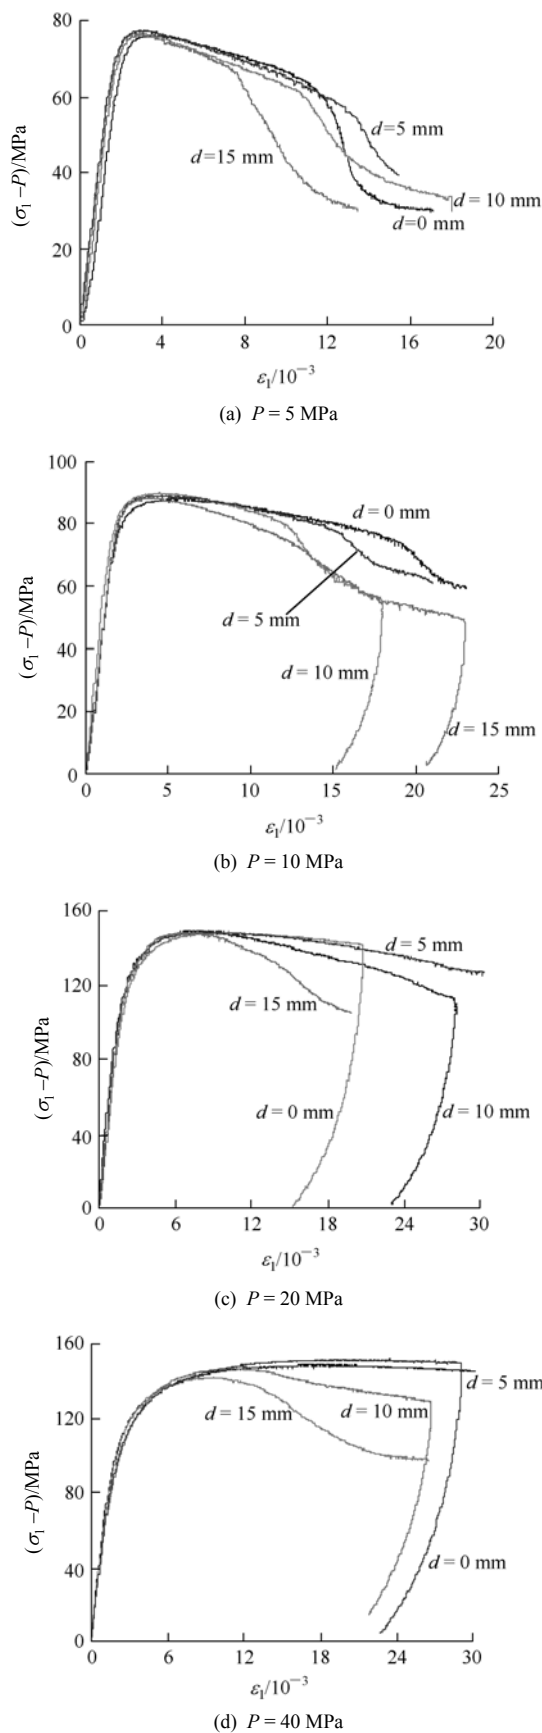 80
60
40
20
0
(σ₁ –P)/MPa
d=5 mm
d=15 mm
d = 10 mm
d=0 mm
0 4 8 12 16 20
ε₁/10⁻³
(a) P = 5 MPa
100
80
60
40
20
0
(σ₁ –P)/MPa
d = 0 mm
d = 5 mm
d = 10 mm
d = 15 mm
0 5 10 15 20 25
ε₁/10⁻³
(b) P = 10 MPa
160
120
80
40
0
(σ₁ –P)/MPa
d = 5 mm
d = 15 mm
d = 0 mm
d = 10 mm
0 6 12 18 24 30
ε₁/10⁻³
(c) P = 20 MPa
160
120
80
40
0
(σ₁ –P)/MPa
d = 5 mm
d = 15 mm
d = 10 mm
d = 0 mm
0 6 12 18 24 30
ε₁/10⁻³
(d) P = 40 MPa